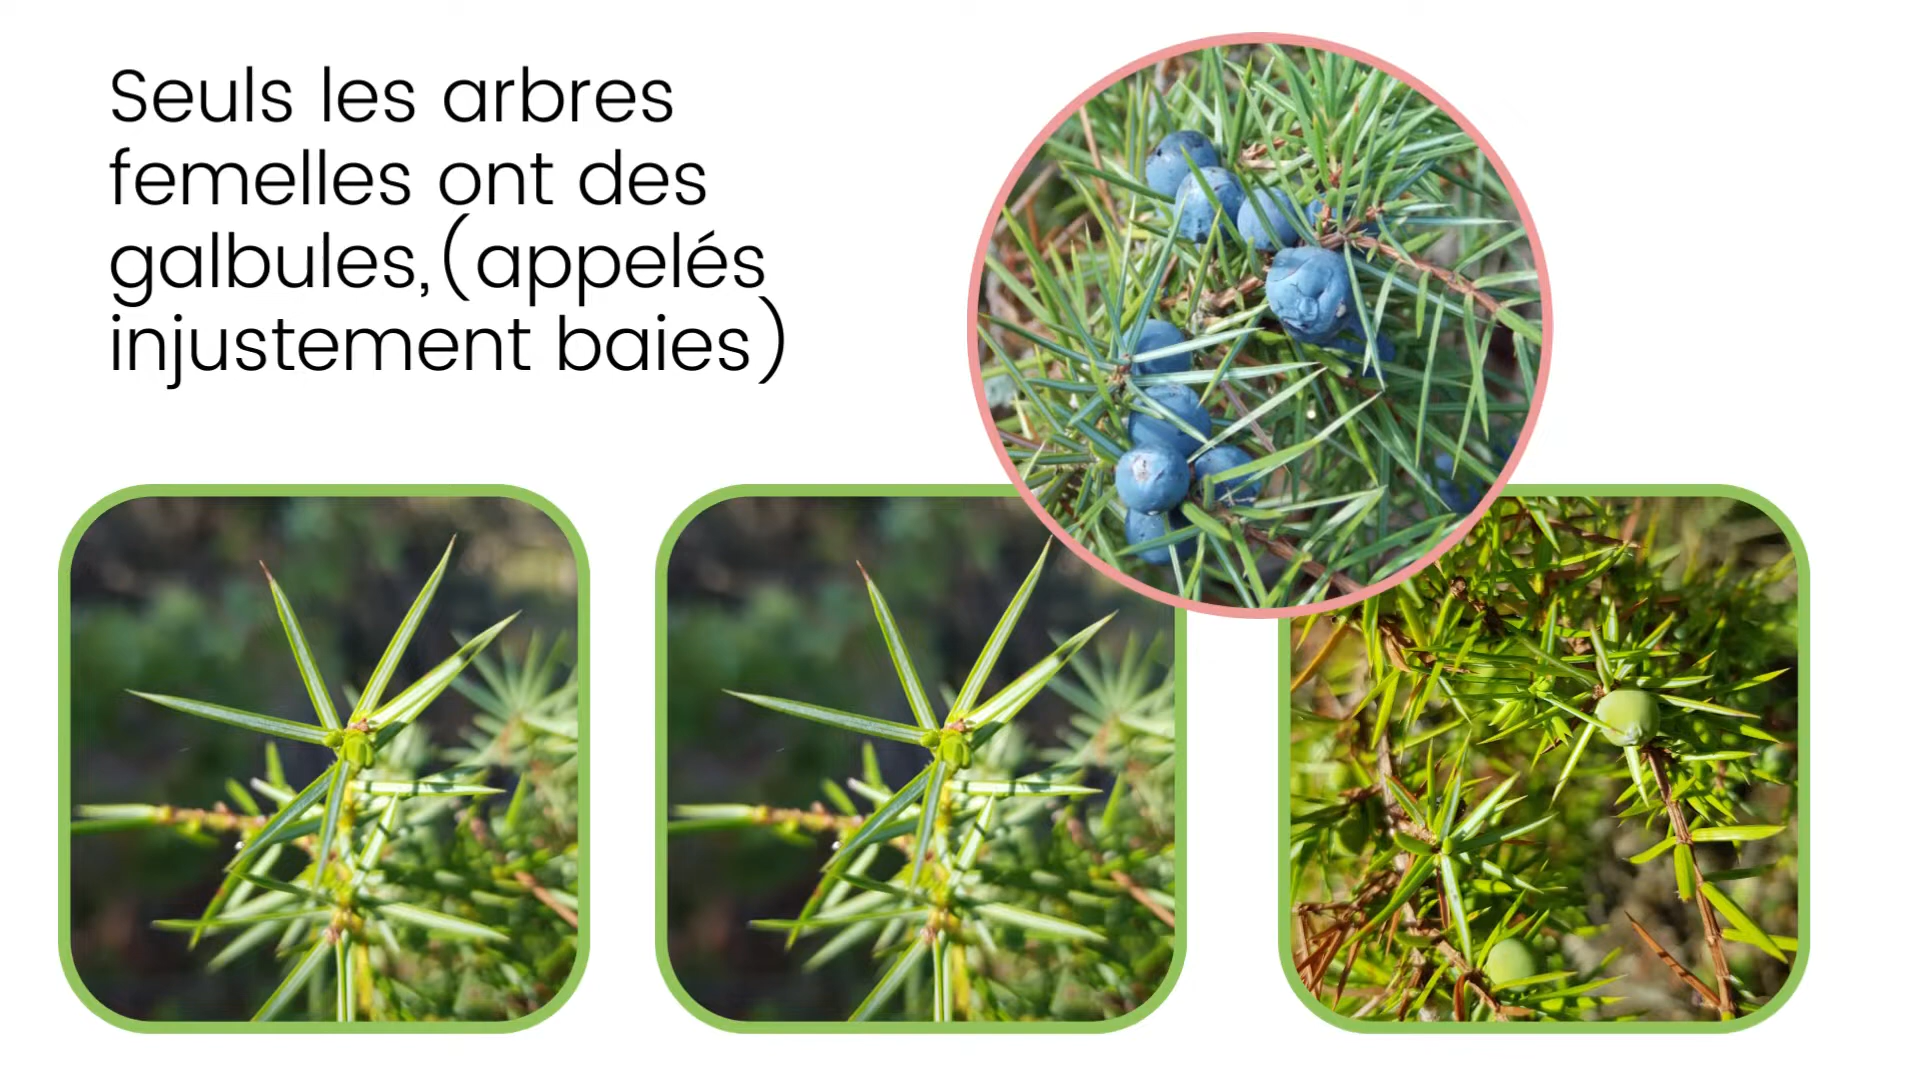 Seuls les arbres
femelles ont des
galbules,(appelés
injustement baies)